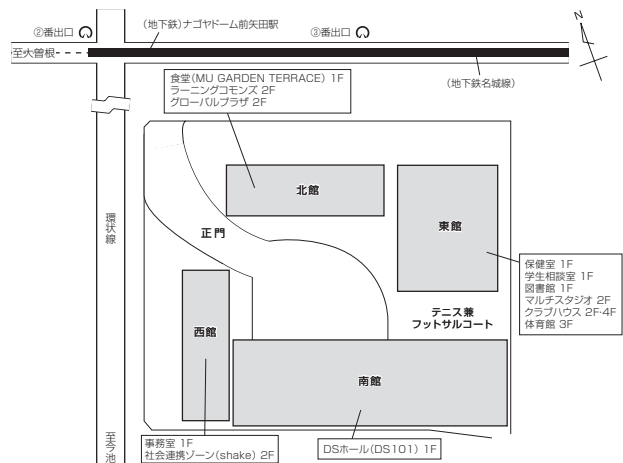 (地下鉄)ナゴヤドーム前矢田駅
②番出口
③番出口
N
至大曽根
(地下鉄名城線)
食堂(MU GARDEN TERRACE) 1F
ラーニングコモンズ 2F
グローバルプラザ 2F
北館
東館
環状線
正門
保健室 1F
学生相談室 1F
図書館 1F
マルチスタジオ 2F
クラブハウス 2F・4F
体育館 3F
テニス兼
フットサルコート
西館
南館
至今池
事務室 1F
社会連携ゾーン(shake) 2F
DSホール(DS101) 1F